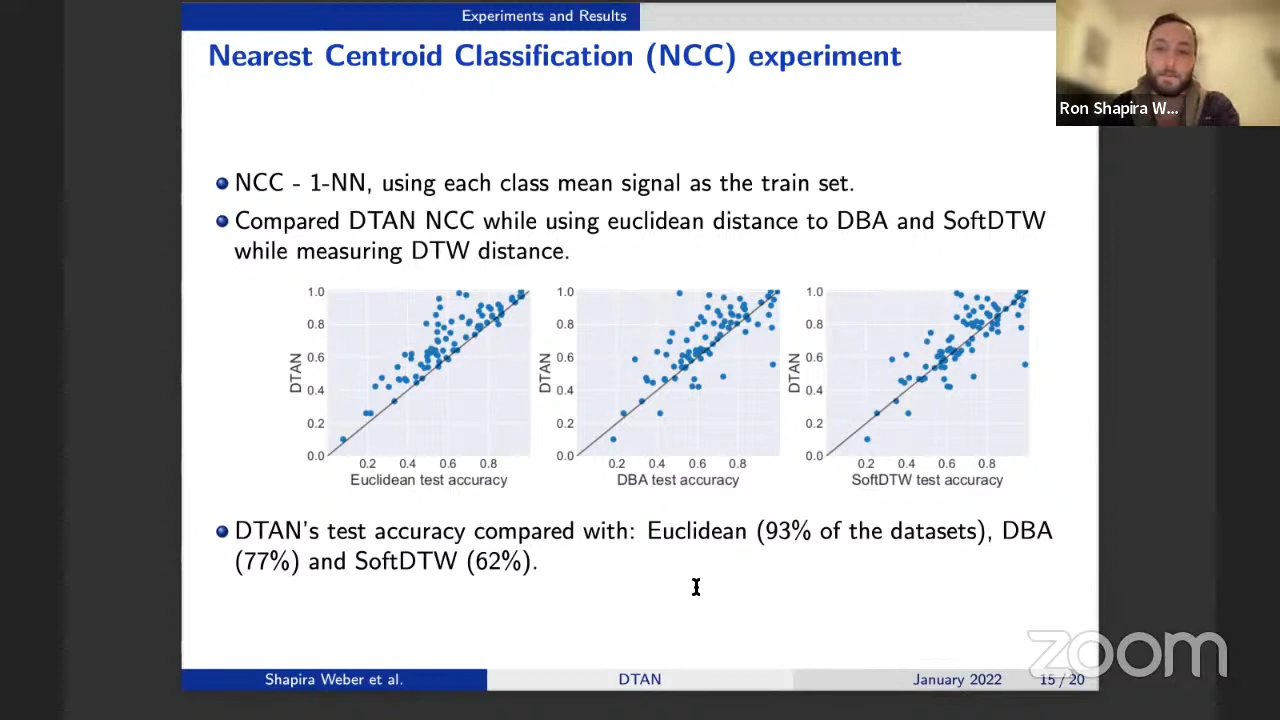 Experiments and Results
Nearest Centroid Classification (NCC) experiment
Ron Shapira W...
NCC - 1-NN, using each class mean signal as the train set.
Compared DTAN NCC while using euclidean distance to DBA and SoftDTW
while measuring DTW distance.
1.0
0.8
0.6
0.4
0.2
0.0
DTAN
0.2 0.4 0.6 0.8
Euclidean test accuracy
1.0
0.8
0.6
0.4
0.2
0.0
DTAN
0.2 0.4 0.6 0.8
DBA test accuracy
1.0
0.8
0.6
0.4
0.2
0.0
DTAN
0.2 0.4 0.6 0.8
SoftDTW test accuracy
DTAN's test accuracy compared with: Euclidean (93% of the datasets), DBA
(77%) and SoftDTW (62%).
zoom
Shapira Weber et al. DTAN January 2022 15 / 20